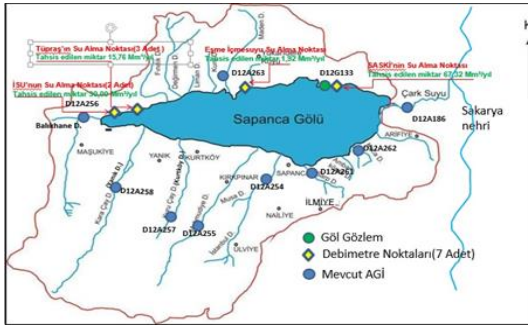 Tüpraş'ın Su Alma Noktası(3 Adet)
Tahsis edilen miktar 15,76 Mm³/yıl
Eşme İçmesuyu Su Alma Noktası
Tahsis edilen miktar 1,92 Mm³/yıl
SASKİ'nin Su Alma Noktası
Tahsis edilen miktar 67,32 Mm³/yıl
İSU'nun Su Alma Noktası(2 Adet)
Tahsis edilen miktar Mm³/yıl
D12A263
D12G133
D12A256
Balıkhane D.
Sapanca Gölü
Çark Suyu
D12A186
Sakarya
nehri
ARİFİYE
D12A262
MAŞUKİYE
YANIK
KURTKÖY
KIRKPINAR
SAPANCA
D12A261
D12A258
D12A254
D12A257
D12A255
NAİLİYE
İLMİYE
ÜLVİYE
İstanbul D.
Göl Gözlem
Debimetre Noktaları(7 Adet)
Mevcut AGİ